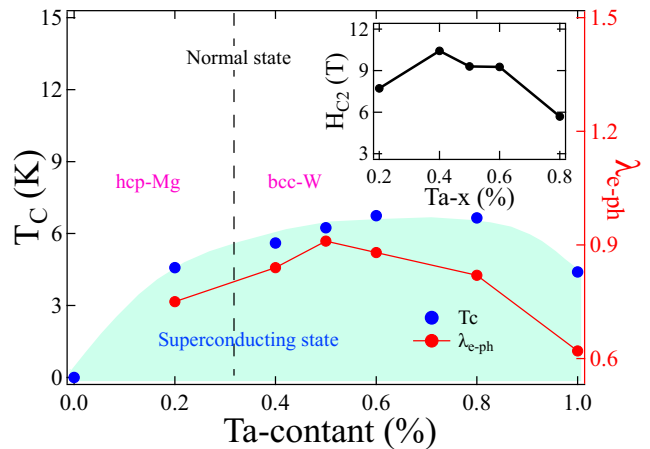 15
12
9
6
3
0
T_C (K)
0.0 0.2 0.4 0.6 0.8 1.0
Ta-contant (%)
1.5
1.2
0.9
0.6
λ_e-ph
Normal state
hcp-Mg bcc-W
Superconducting state
Tc
λ_e-ph
12
9
6
3
H_C2 (T)
0.2 0.4 0.6 0.8
Ta-x (%)